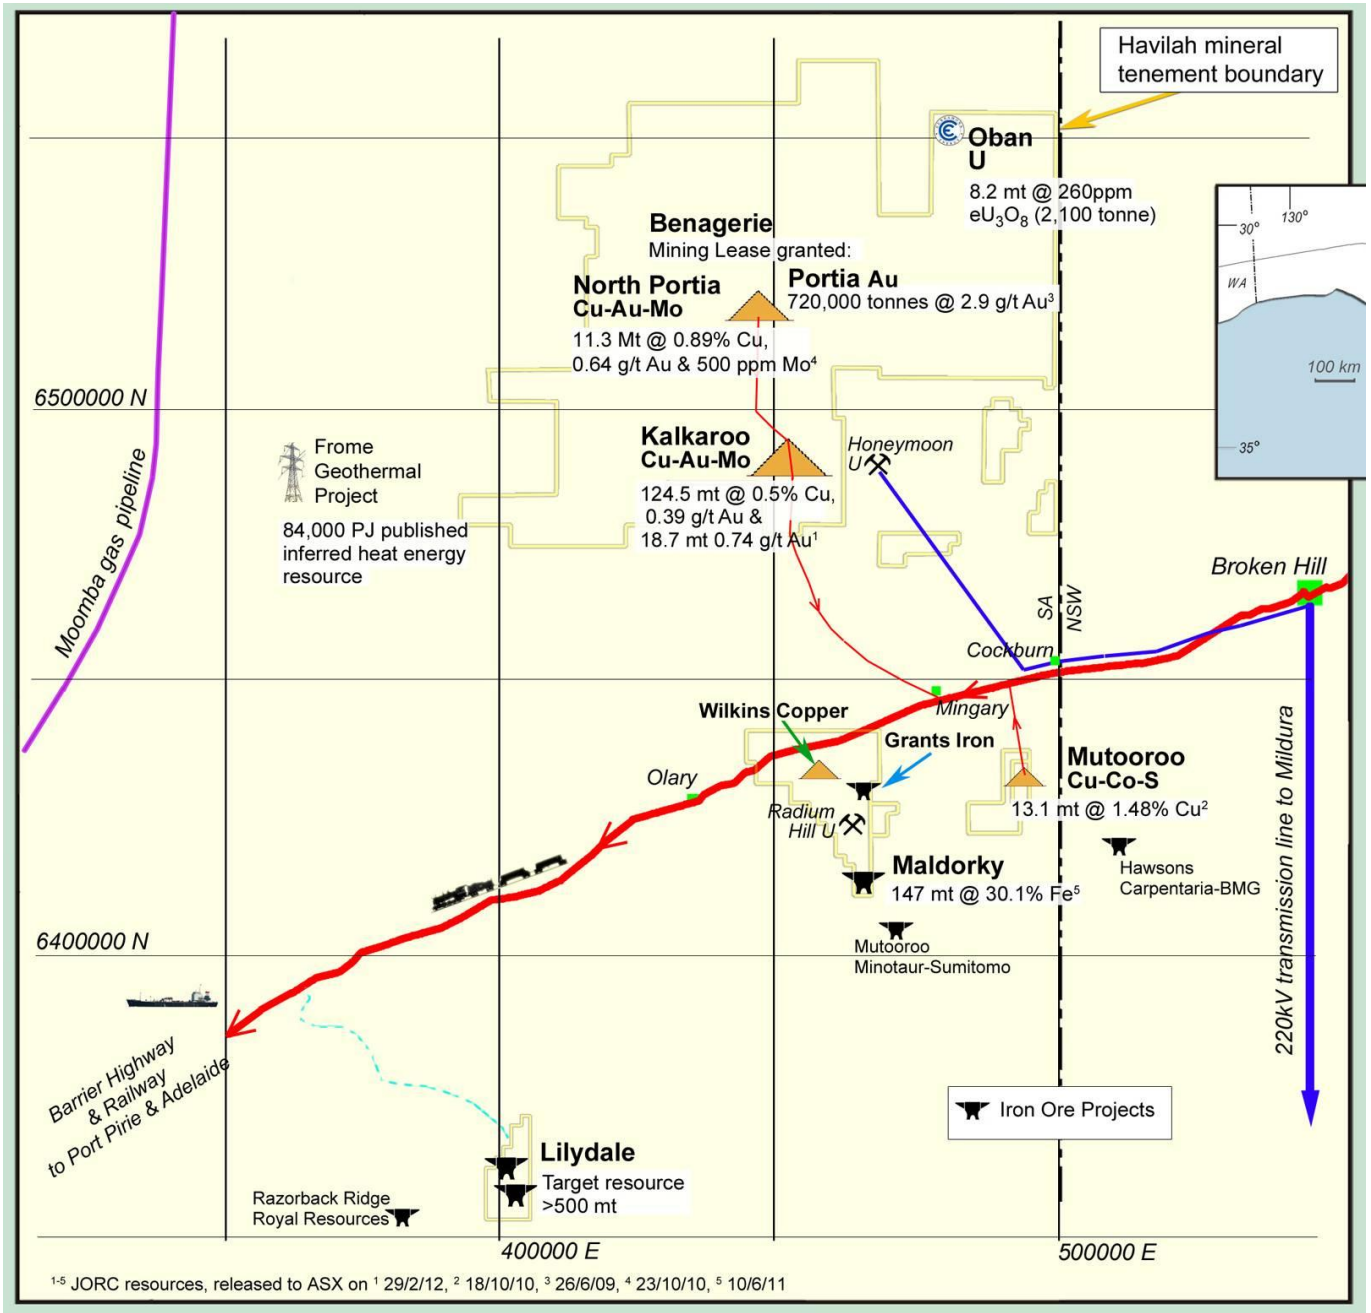 Havilah mineral
tenement boundary
Oban
U
8.2 mt @ 260ppm
eU₃O₈ (2,100 tonne)
130°
30°
WA
100 km
35°
Benagerie
Mining Lease granted:
North Portia
Cu-Au-Mo
11.3 Mt @ 0.89% Cu,
0.64 g/t Au & 500 ppm Mo⁴
Portia Au
720,000 tonnes @ 2.9 g/t Au³
6500000 N
Frome
Geothermal
Project
84,000 PJ published
inferred heat energy
resource
Moomba gas pipeline
Kalkaroo
Cu-Au-Mo
124.5 mt @ 0.5% Cu,
0.39 g/t Au &
18.7 mt 0.74 g/t Au¹
Honeymoon
U
Broken Hill
SA
NSW
Cockburn
Mingary
Wilkins Copper
Grants Iron
Olary
Radium
Hill U
Mutooroo
Cu-Co-S
13.1 mt @ 1.48% Cu²
Hawsons
Carpentaria-BMG
Maldorky
147 mt @ 30.1% Fe⁵
Mutooroo
Minotaur-Sumitomo
220kV transmission line to Mildura
6400000 N
Barrier Highway
& Railway
to Port Pirie & Adelaide
Iron Ore Projects
Lilydale
Target resource
>500 mt
Razorback Ridge
Royal Resources
400000 E
500000 E
¹⁻⁵ JORC resources, released to ASX on ¹ 29/2/12, ² 18/10/10, ³ 26/6/09, ⁴ 23/10/10, ⁵ 10/6/11